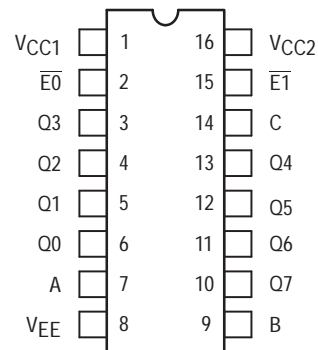 VCC1 1 16 VCC2
E0 2 15 E1
Q3 3 14 C
Q2 4 13 Q4
Q1 5 12 Q5
Q0 6 11 Q6
A 7 10 Q7
VEE 8 9 B